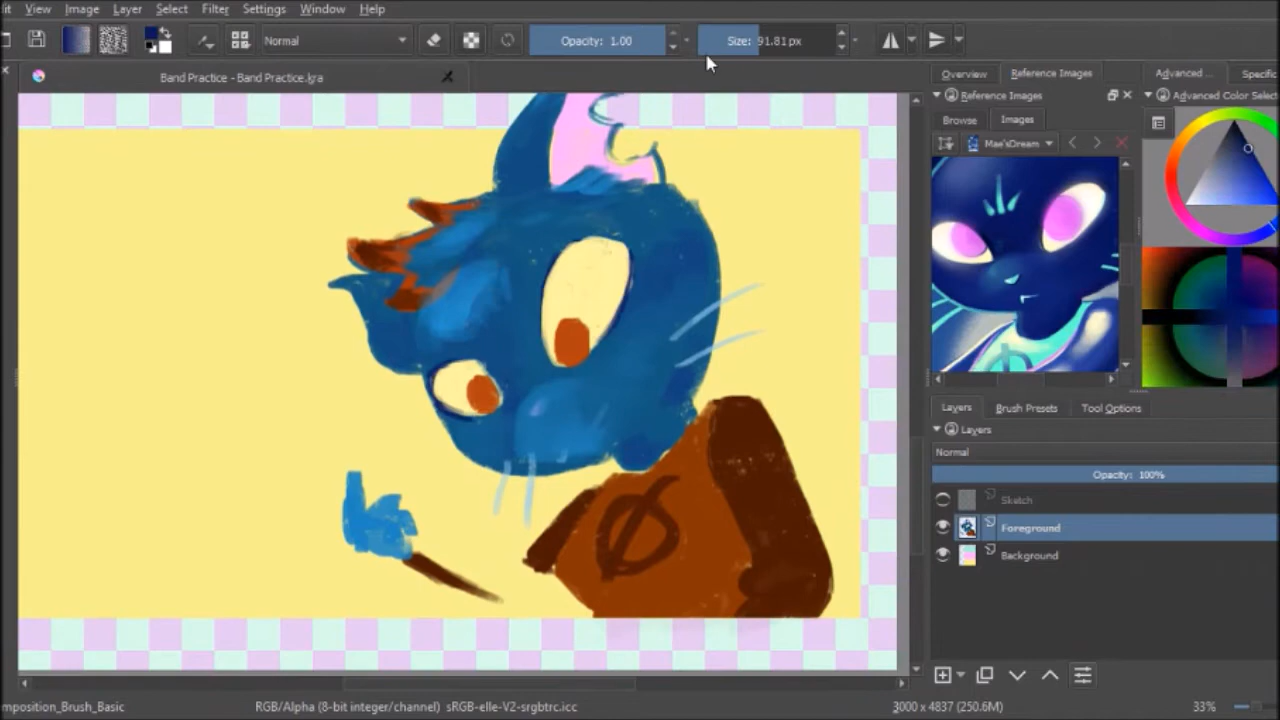 it View Image Layer Select Filter Settings Window Help
Normal Opacity: 1.00 Size: 91.81 px
Band Practice - Band Practice.kra
Overview Reference Images Advanced ... Specific
Reference Images Advanced Color Select
Browse Images
Mae'sDream
Layers Brush Presets Tool Options
Layers
Normal
Opacity: 100%
Sketch
Foreground
Background
mposition_Brush_Basic RGB/Alpha (8-bit integer/channel) sRGB-elle-V2-srgbtrc.icc 3000 x 4837 (250.6M) 33%